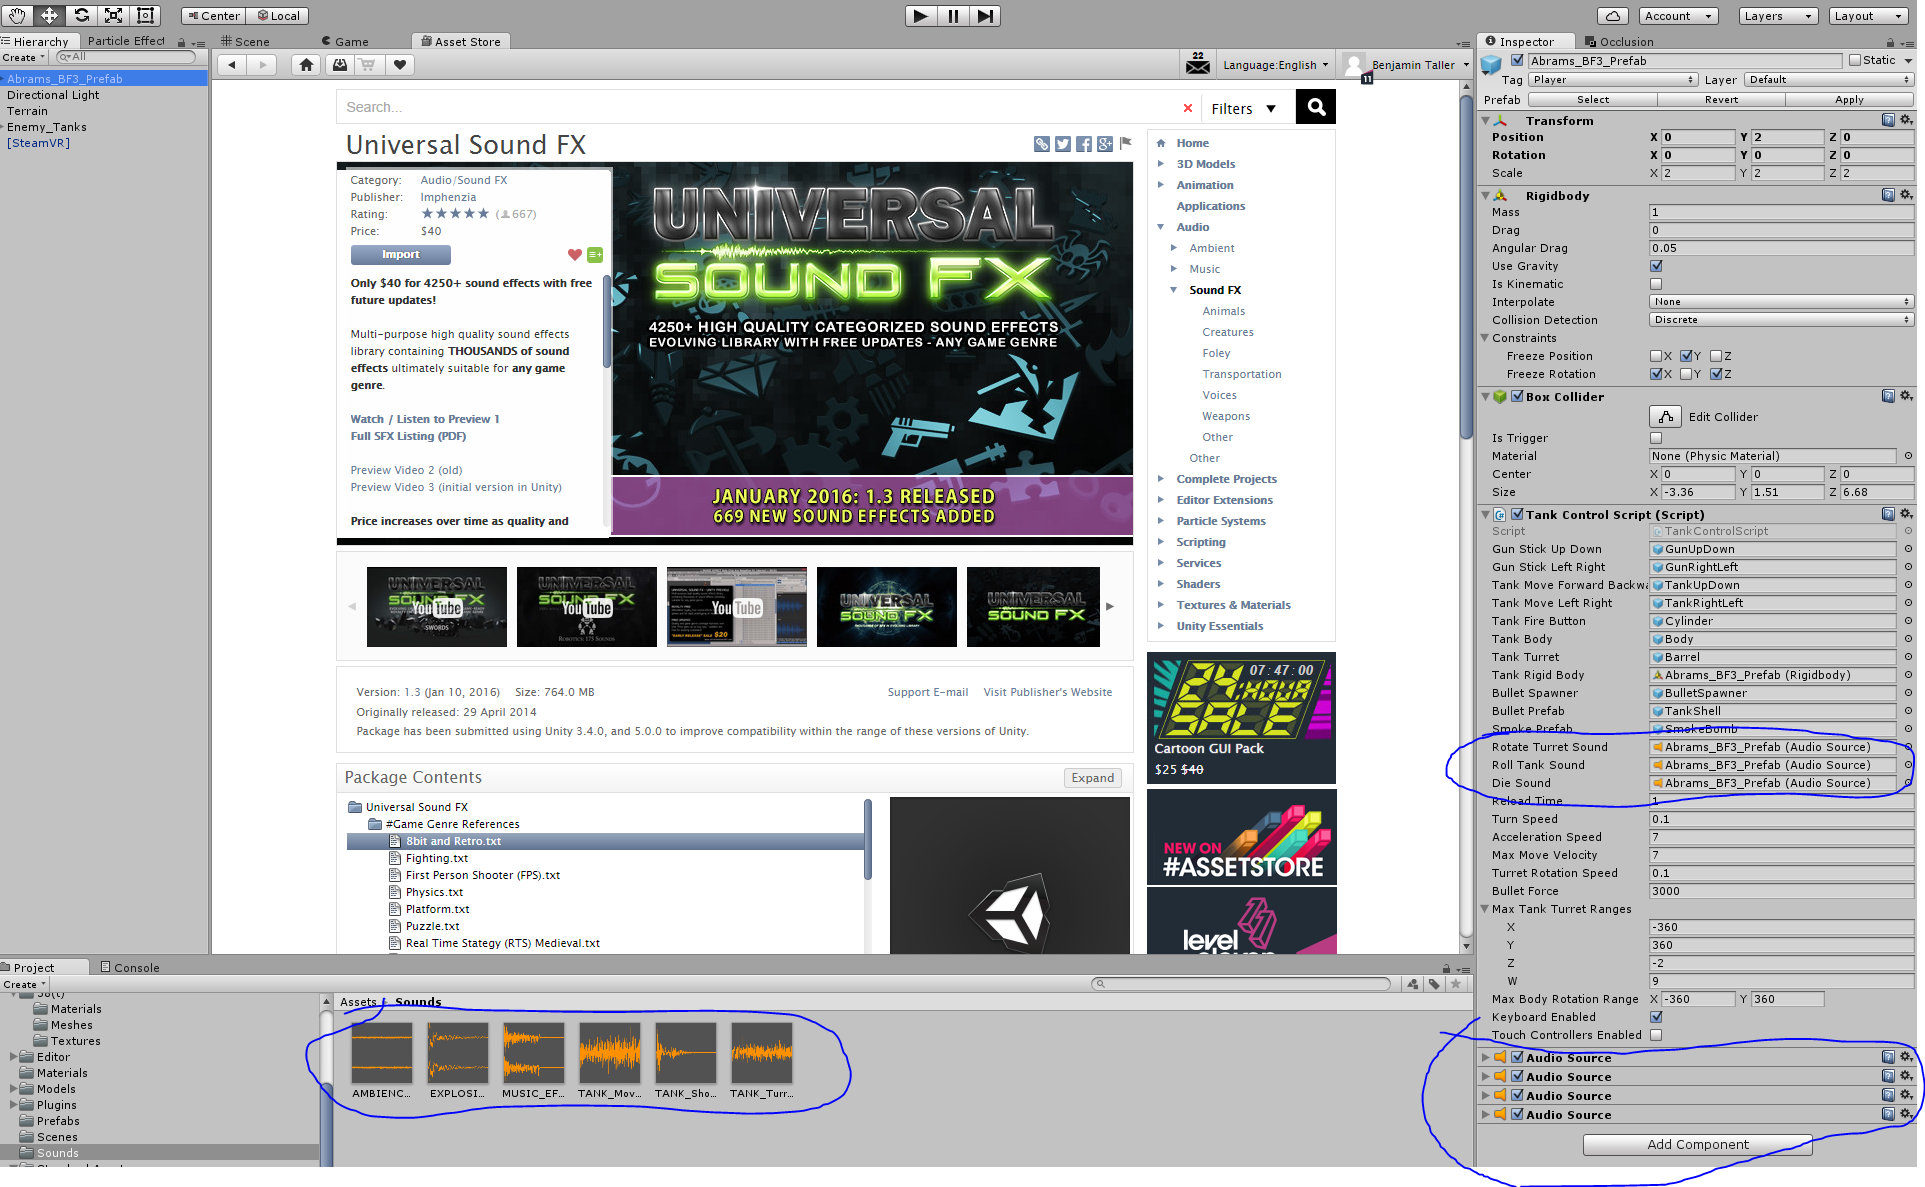 Center Local
Account Layers Layout
Hierarchy Particle Effect
Create All
Abrams_BF3_Prefab
Directional Light
Terrain
Enemy_Tanks
[SteamVR]
Scene Game Asset Store
22 Language:English Benjamin Taller 11
Search... Filters
Universal Sound FX
Category: Audio/Sound FX
Publisher: Imphenzia
Rating: (667)
Price: $40
Import
Only $40 for 4250+ sound effects with free
future updates!
Multi-purpose high quality sound effects
library containing THOUSANDS of sound
effects ultimately suitable for any game
genre.
Watch / Listen to Preview 1
Full SFX Listing (PDF)
Preview Video 2 (old)
Preview Video 3 (initial version in Unity)
Price increases over time as quality and
UNIVERSAL
SOUND FX
4250+ HIGH QUALITY CATEGORIZED SOUND EFFECTS
EVOLVING LIBRARY WITH FREE UPDATES - ANY GAME GENRE
JANUARY 2016: 1.3 RELEASED
669 NEW SOUND EFFECTS ADDED
UNIVERSAL
YouTube
SWORDS
UNIVERSAL
YouTube
YouTube
UNIVERSAL
SOUND FX
UNIVERSAL
SOUND FX
Version: 1.3 (Jan 10, 2016) Size: 764.0 MB
Support E-mail Visit Publisher's Website
Originally released: 29 April 2014
Package has been submitted using Unity 3.4.0, and 5.0.0 to improve compatibility within the range of these versions of Unity.
Package Contents Expand
Universal Sound FX
#Game Genre References
8bit and Retro.txt
Fighting.txt
First Person Shooter (FPS).txt
Physics.txt
Platform.txt
Puzzle.txt
Real Time Stategy (RTS) Medieval.txt
Home
3D Models
Animation
Applications
Audio
Ambient
Music
Sound FX
Animals
Creatures
Foley
Transportation
Voices
Weapons
Other
Other
Complete Projects
Editor Extensions
Particle Systems
Scripting
Services
Shaders
Textures & Materials
Unity Essentials
07:47:00
24 HOUR
SALE
Cartoon GUI Pack
$25 $40
NEW ON
#ASSETSTORE
level
eleven
Inspector Occlusion
Abrams_BF3_Prefab Static
Tag Player Layer Default
Prefab Select Revert Apply
Transform
Position X 0 Y 2 Z 0
Rotation X 0 Y 0 Z 0
Scale X 2 Y 2 Z 2
Rigidbody
Mass 1
Drag 0
Angular Drag 0.05
Use Gravity
Is Kinematic
Interpolate None
Collision Detection Discrete
Constraints
Freeze Position X Y Z
Freeze Rotation X Y Z
Box Collider
Edit Collider
Is Trigger
Material None (Physic Material)
Center X 0 Y 0 Z 0
Size X -3.36 Y 1.51 Z 6.68
Tank Control Script (Script)
Script TankControlScript
Gun Stick Up Down GunUpDown
Gun Stick Left Right GunRightLeft
Tank Move Forward Backwa TankUpDown
Tank Move Left Right TankRightLeft
Tank Fire Button Cylinder
Tank Body Body
Tank Turret Barrel
Tank Rigid Body Abrams_BF3_Prefab (Rigidbody)
Bullet Spawner BulletSpawner
Bullet Prefab TankShell
Smoke Prefab SmokeBomb
Rotate Turret Sound Abrams_BF3_Prefab (Audio Source)
Roll Tank Sound Abrams_BF3_Prefab (Audio Source)
Die Sound Abrams_BF3_Prefab (Audio Source)
Reload Time 1
Turn Speed 0.1
Acceleration Speed 7
Max Move Velocity 7
Turret Rotation Speed 0.1
Bullet Force 3000
Max Tank Turret Ranges
X -360
Y 360
Z -2
W 9
Max Body Rotation Range X -360 Y 360
Keyboard Enabled
Touch Controllers Enabled
Audio Source
Audio Source
Audio Source
Audio Source
Add Component
Project Console
Create
Materials
Meshes
Textures
Editor
Materials
Models
Plugins
Prefabs
Scenes
Sounds
Assets Sounds
AMBIENC... EXPLOSI... MUSIC_EF... TANK_Mov... TANK_Sho... TANK_Turr...